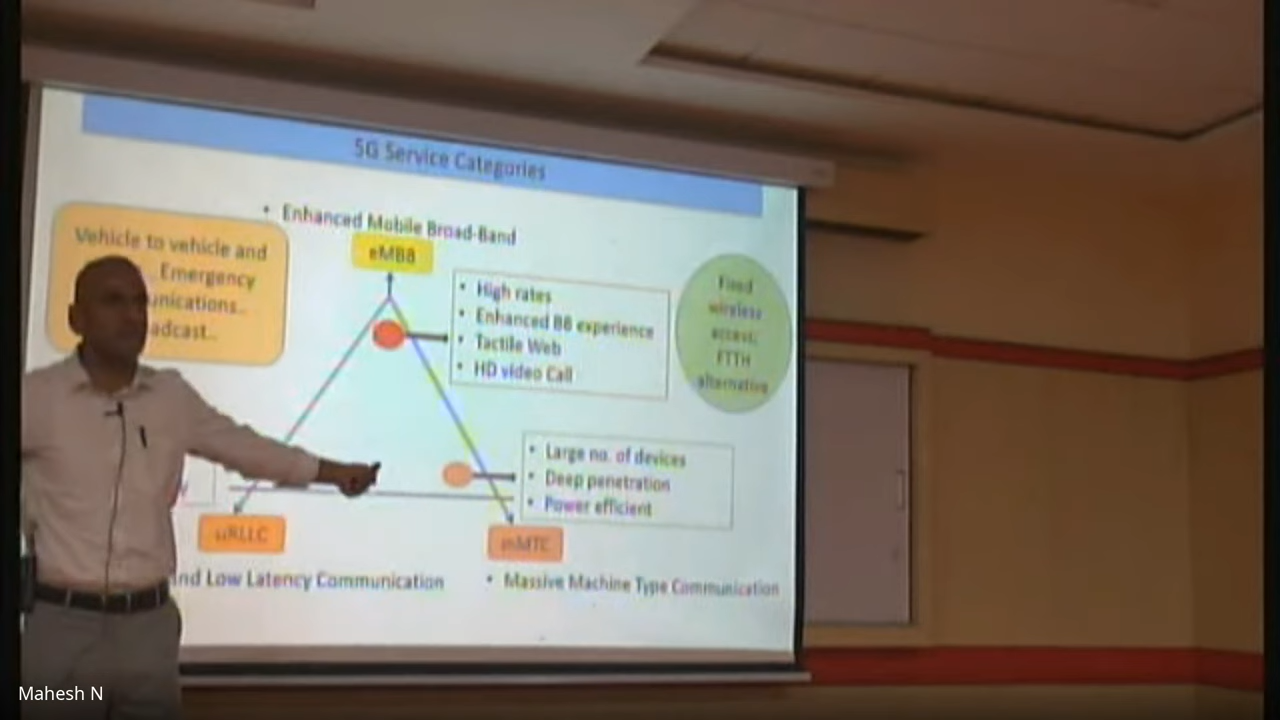 5G Service Categories
• Enhanced Mobile Broad-Band
eMBB
Vehicle to vehicle and
Emergency
unications..
adcast..
• High rates
• Enhanced BB experience
• Tactile Web
• HD video Call
Fixed
wireless
access,
FTTH
alternative
• Large no. of devices
• Deep penetration
• Power efficient
uRLLC
mMTC
and Low Latency Communication
• Massive Machine Type Communication
Mahesh N